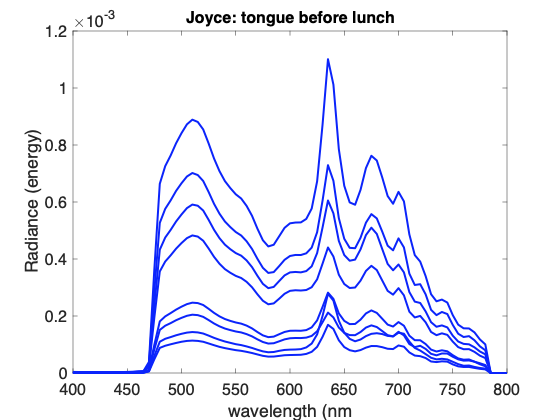 Joyce: tongue before lunch
×10⁻³
1.2
1
0.8
0.6
0.4
0.2
0
Radiance (energy)
400 450 500 550 600 650 700 750 800
wavelength (nm